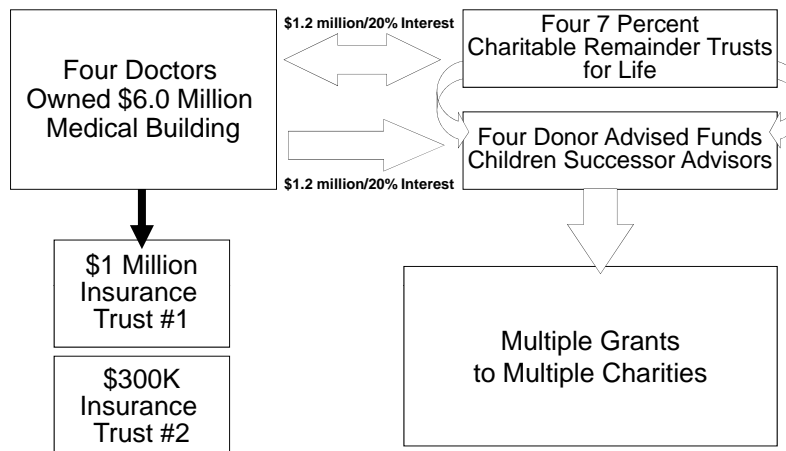 $1.2 million/20% Interest
Four Doctors
Owned $6.0 Million
Medical Building
Four 7 Percent
Charitable Remainder Trusts
for Life
Four Donor Advised Funds
Children Successor Advisors
$1.2 million/20% Interest
$1 Million
Insurance
Trust #1
$300K
Insurance
Trust #2
Multiple Grants
to Multiple Charities